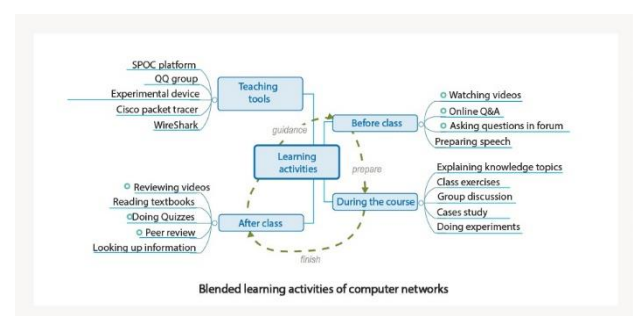 SPOC platform
QQ group
Experimental device
Cisco packet tracer
WireShark
Teaching
tools
guidance
Before class
Watching videos
Online Q&A
Asking questions in forum
Preparing speech
Learning
activities
prepare
During the course
Explaining knowledge topics
Class exercises
Group discussion
Cases study
Doing experiments
Reviewing videos
Reading textbooks
Doing Quizzes
Peer review
Looking up information
After class
finish
Blended learning activities of computer networks